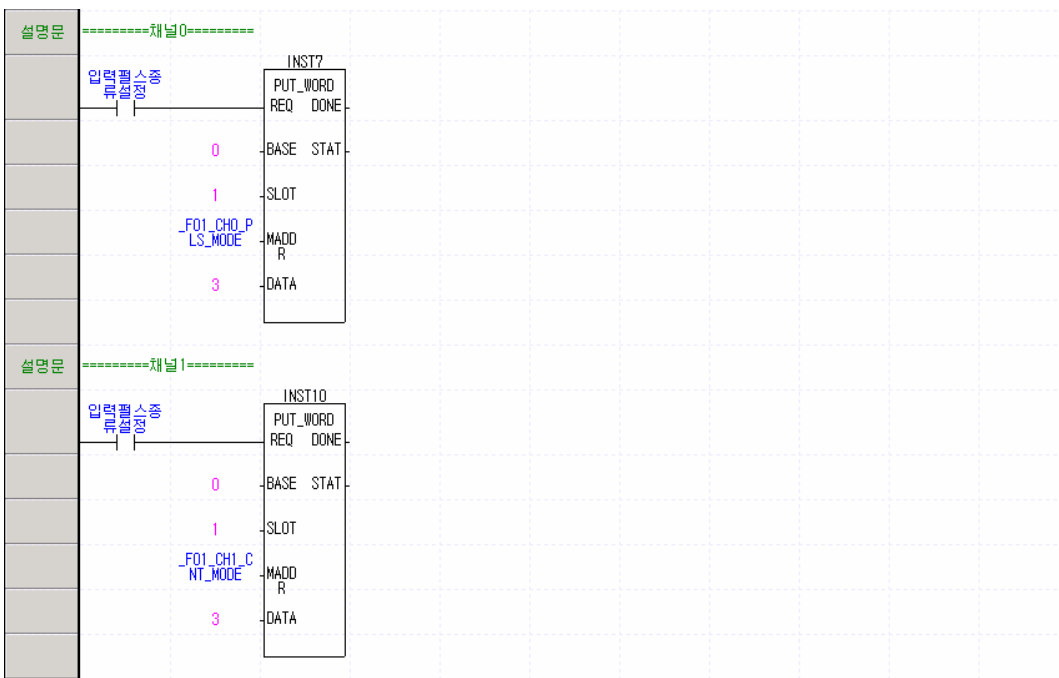 설명문 =========채널0=========
INST7
입력펄스종
류설정
PUT_WORD
REQ DONE
0 BASE STAT
1 SLOT
_F01_CH0_P
LS_MODE
MADD
R
3 DATA
설명문 =========채널1=========
INST10
입력펄스종
류설정
PUT_WORD
REQ DONE
0 BASE STAT
1 SLOT
_F01_CH1_C
NT_MODE
MADD
R
3 DATA